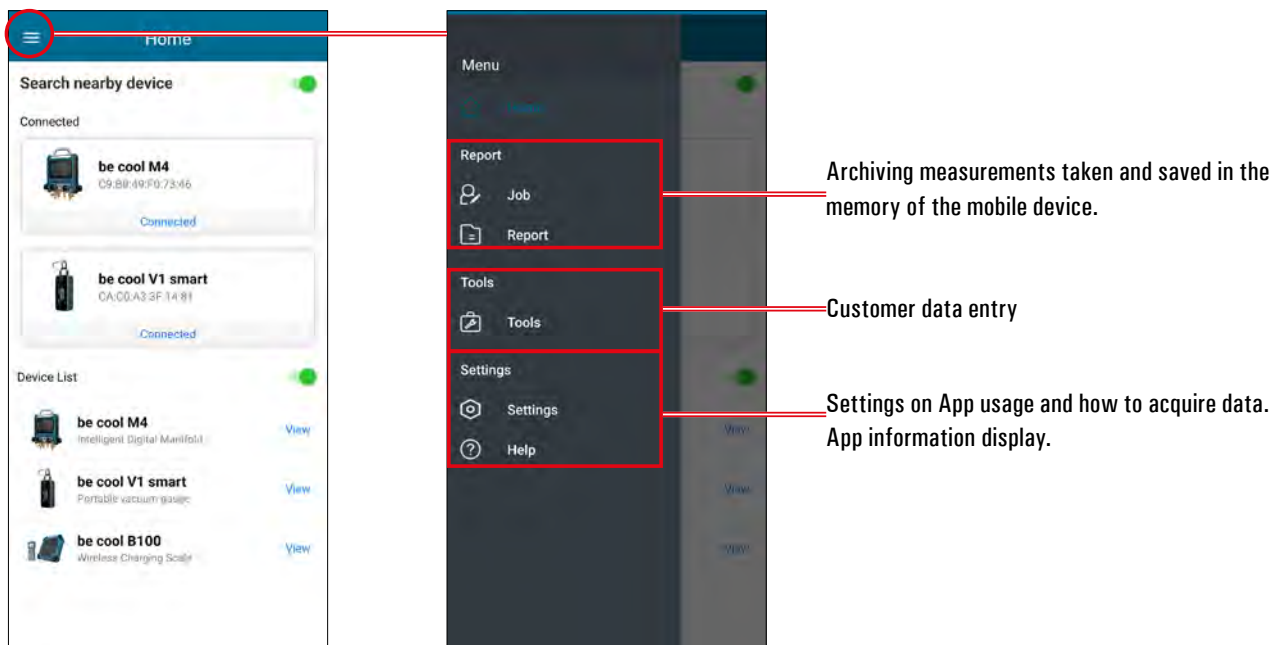 Home
Search nearby device
Connected
be cool M4
C9:B8:49:F0:73:46
Connected
be cool V1 smart
CA:C0:A3:3F:14:81
Connected
Device List
be cool M4
Intelligent Digital Manifold
View
be cool V1 smart
Portable vacuum gauge
View
be cool B100
Wireless Charging Scale
View
Menu
Report
Job
Report
Tools
Tools
Settings
Settings
Help
View
View
View
Archiving measurements taken and saved in the
memory of the mobile device.
Customer data entry
Settings on App usage and how to acquire data.
App information display.